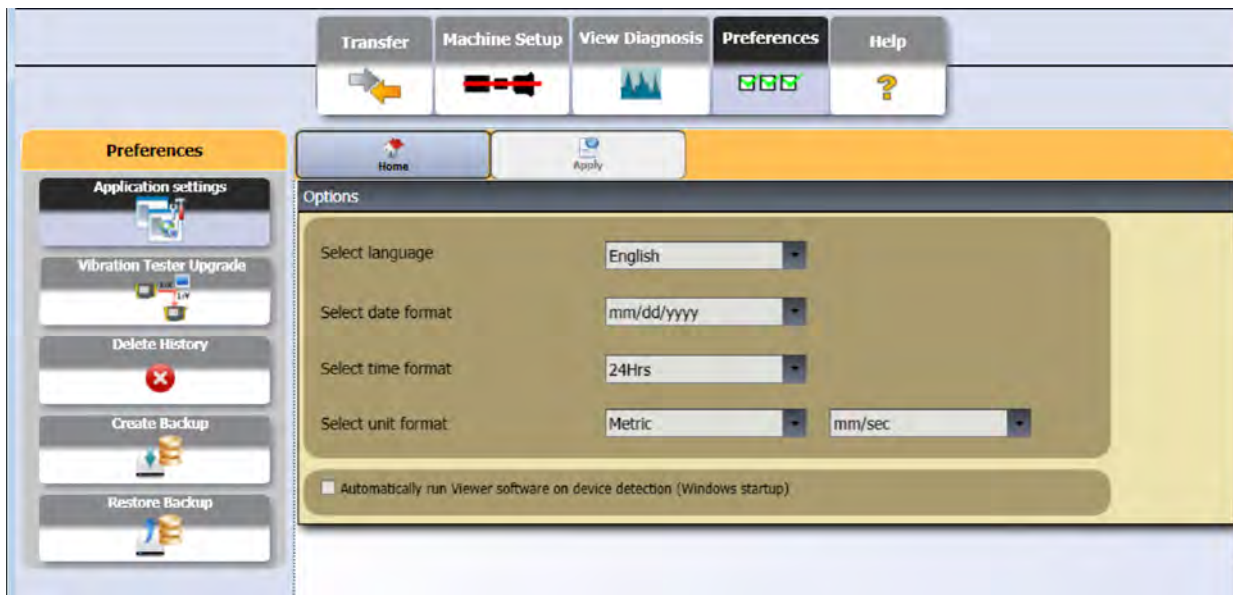 Transfer
Machine Setup
View Diagnosis
Preferences
Help
Preferences
Application settings
Vibration Tester Upgrade
Delete History
Create Backup
Restore Backup
Home
Apply
Options
Select language
English
Select date format
mm/dd/yyyy
Select time format
24Hrs
Select unit format
Metric
mm/sec
Automatically run Viewer software on device detection (Windows startup)